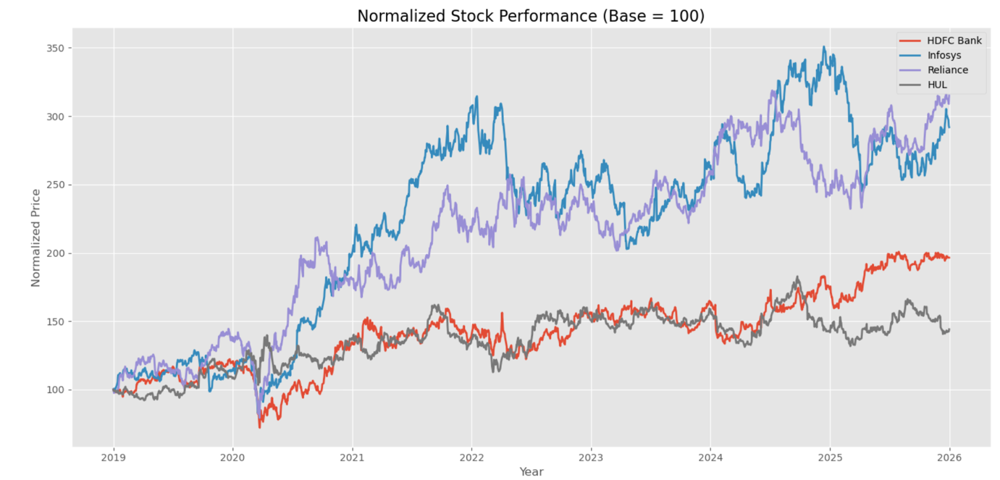 Normalized Stock Performance (Base = 100)
HDFC Bank
Infosys
Reliance
HUL
Normalized Price
350
300
250
200
150
100
2019 2020 2021 2022 2023 2024 2025 2026
Year